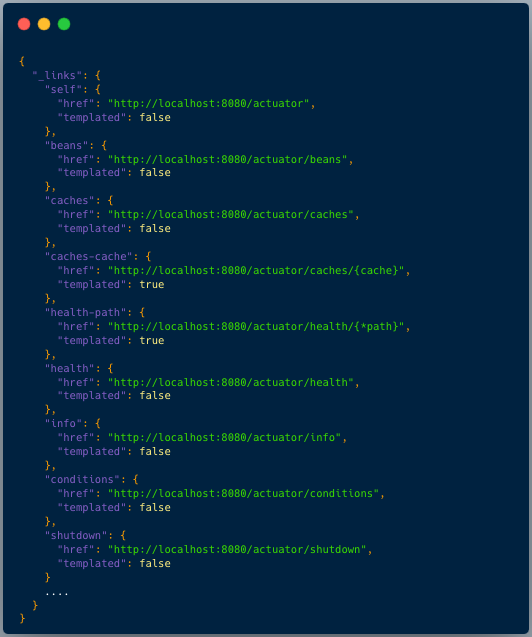 {
  "_links": {
    "self": {
      "href": "http://localhost:8080/actuator",
      "templated": false
    },
    "beans": {
      "href": "http://localhost:8080/actuator/beans",
      "templated": false
    },
    "caches": {
      "href": "http://localhost:8080/actuator/caches",
      "templated": false
    },
    "caches-cache": {
      "href": "http://localhost:8080/actuator/caches/{cache}",
      "templated": true
    },
    "health-path": {
      "href": "http://localhost:8080/actuator/health/{*path}",
      "templated": true
    },
    "health": {
      "href": "http://localhost:8080/actuator/health",
      "templated": false
    },
    "info": {
      "href": "http://localhost:8080/actuator/info",
      "templated": false
    },
    "conditions": {
      "href": "http://localhost:8080/actuator/conditions",
      "templated": false
    },
    "shutdown": {
      "href": "http://localhost:8080/actuator/shutdown",
      "templated": false
    }
    ....
  }
}